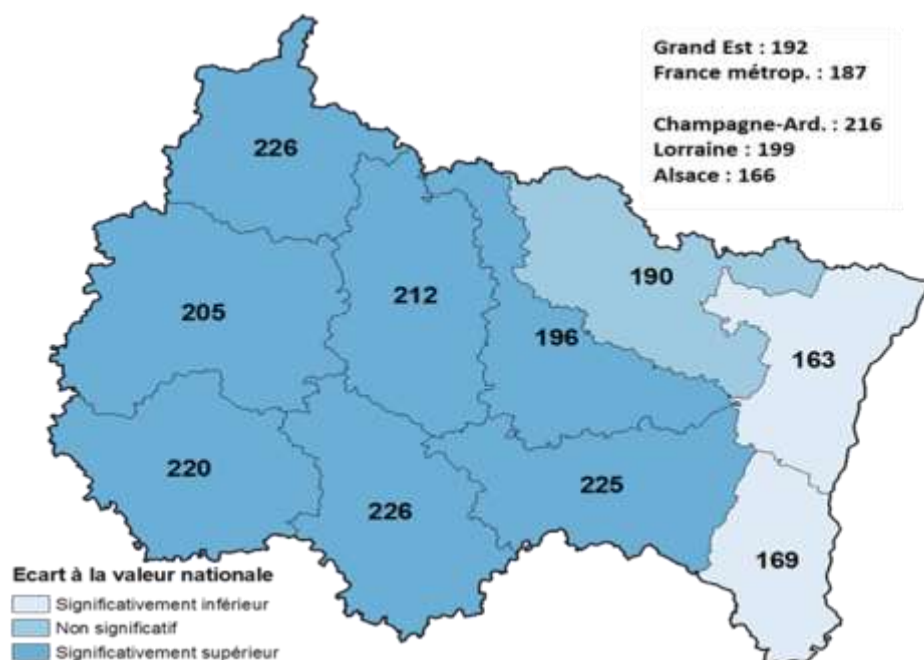 Grand Est : 192
France métrop. : 187
Champagne-Ard. : 216
Lorraine : 199
Alsace : 166
226
190
212
205
196
163
220
225
226
169
Ecart à la valeur nationale
Significativement inférieur
Non significatif
Significativement supérieur